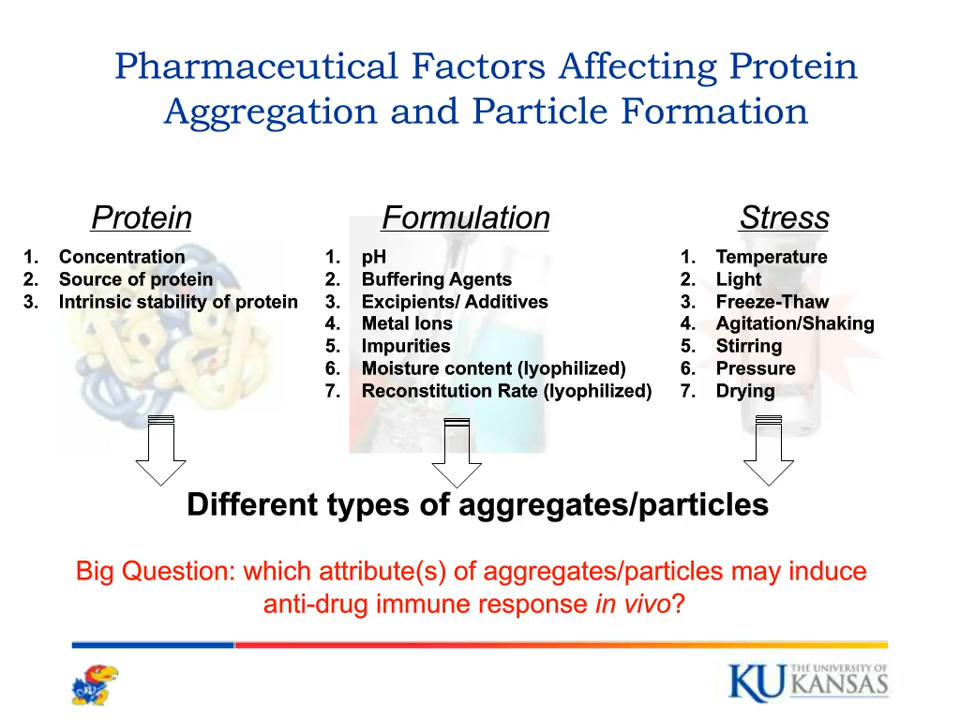 Pharmaceutical Factors Affecting Protein
Aggregation and Particle Formation
Protein
1. Concentration
2. Source of protein
3. Intrinsic stability of protein
Formulation
1. pH
2. Buffering Agents
3. Excipients/ Additives
4. Metal Ions
5. Impurities
6. Moisture content (lyophilized)
7. Reconstitution Rate (lyophilized)
Stress
1. Temperature
2. Light
3. Freeze-Thaw
4. Agitation/Shaking
5. Stirring
6. Pressure
7. Drying
Different types of aggregates/particles
Big Question: which attribute(s) of aggregates/particles may induce
anti-drug immune response in vivo?
KU
KU THE UNIVERSITY OF
KANSAS